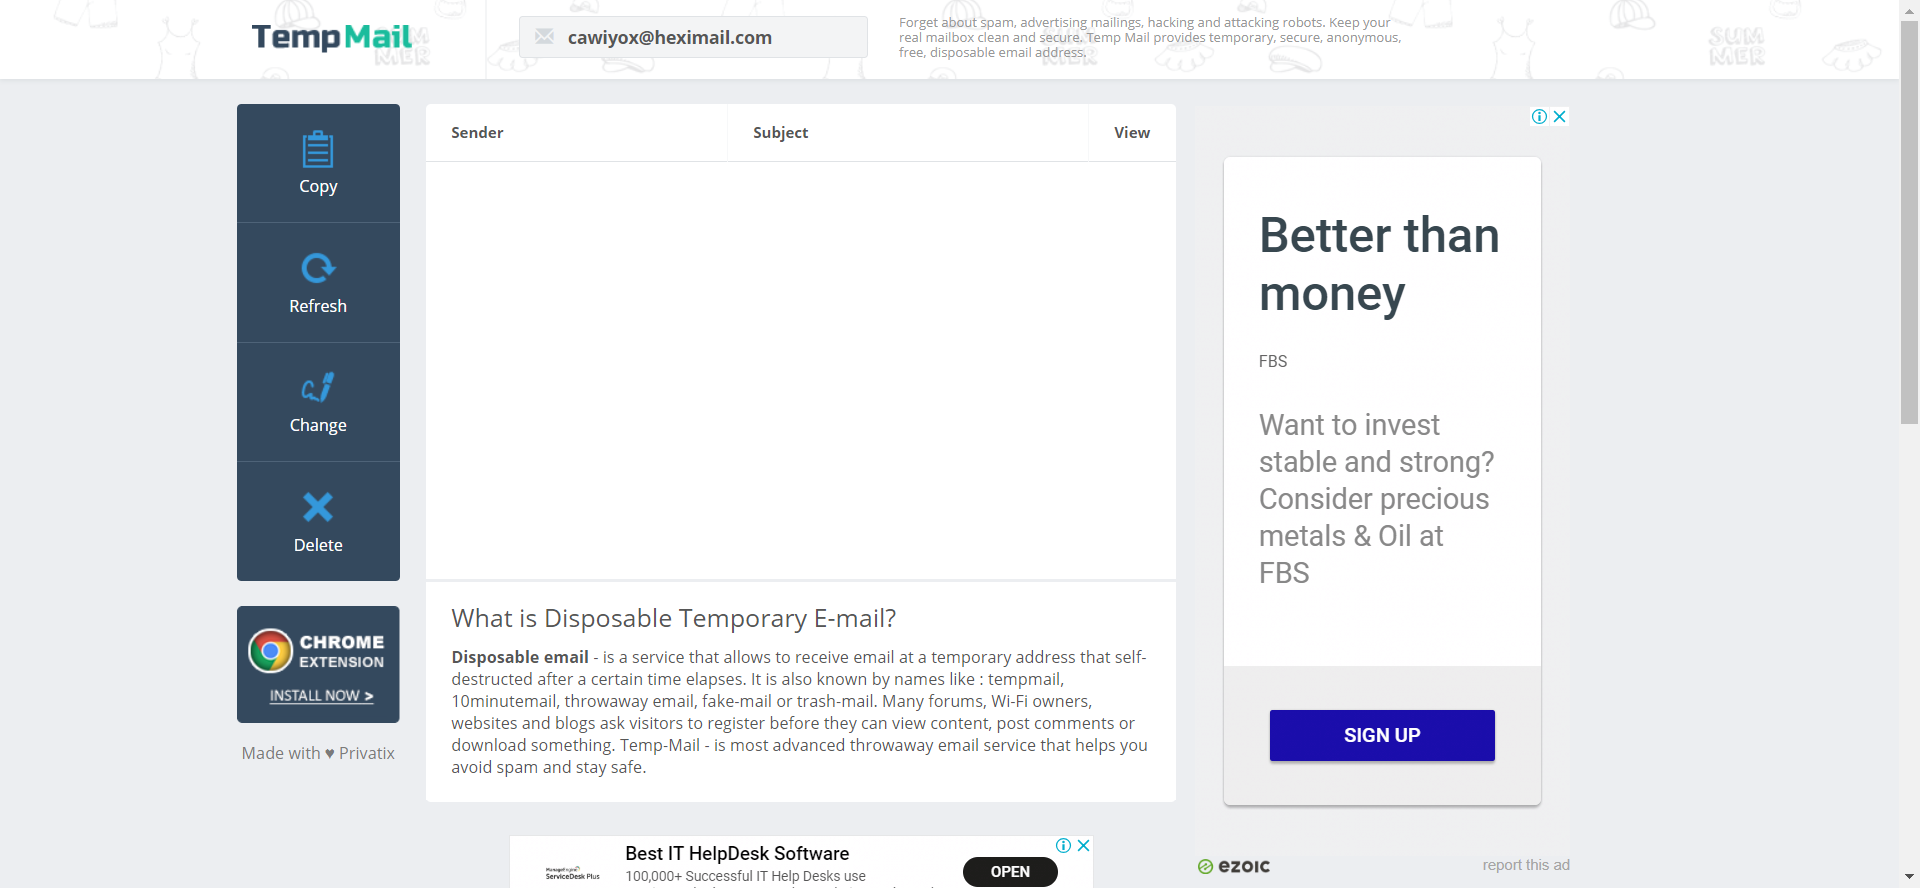 TempMail
cawiyox@heximail.com
Forget about spam, advertising mailings, hacking and attacking robots. Keep your
real mailbox clean and secure. Temp Mail provides temporary, secure, anonymous,
free, disposable email address.
SUM
MER
SUM
MER
SUM
MER
Copy
Refresh
Change
Delete
CHROME
EXTENSION
INSTALL NOW >
Made with ♥ Privatix
Sender Subject View
What is Disposable Temporary E-mail?
Disposable email - is a service that allows to receive email at a temporary address that self-
destructed after a certain time elapses. It is also known by names like : tempmail,
10minutemail, throwaway email, fake-mail or trash-mail. Many forums, Wi-Fi owners,
websites and blogs ask visitors to register before they can view content, post comments or
download something. Temp-Mail - is most advanced throwaway email service that helps you
avoid spam and stay safe.
Better than
money
FBS
Want to invest
stable and strong?
Consider precious
metals & Oil at
FBS
SIGN UP
ezoic
report this ad
ManageEngine
ServiceDesk Plus
Best IT HelpDesk Software
100,000+ Successful IT Help Desks use
OPEN